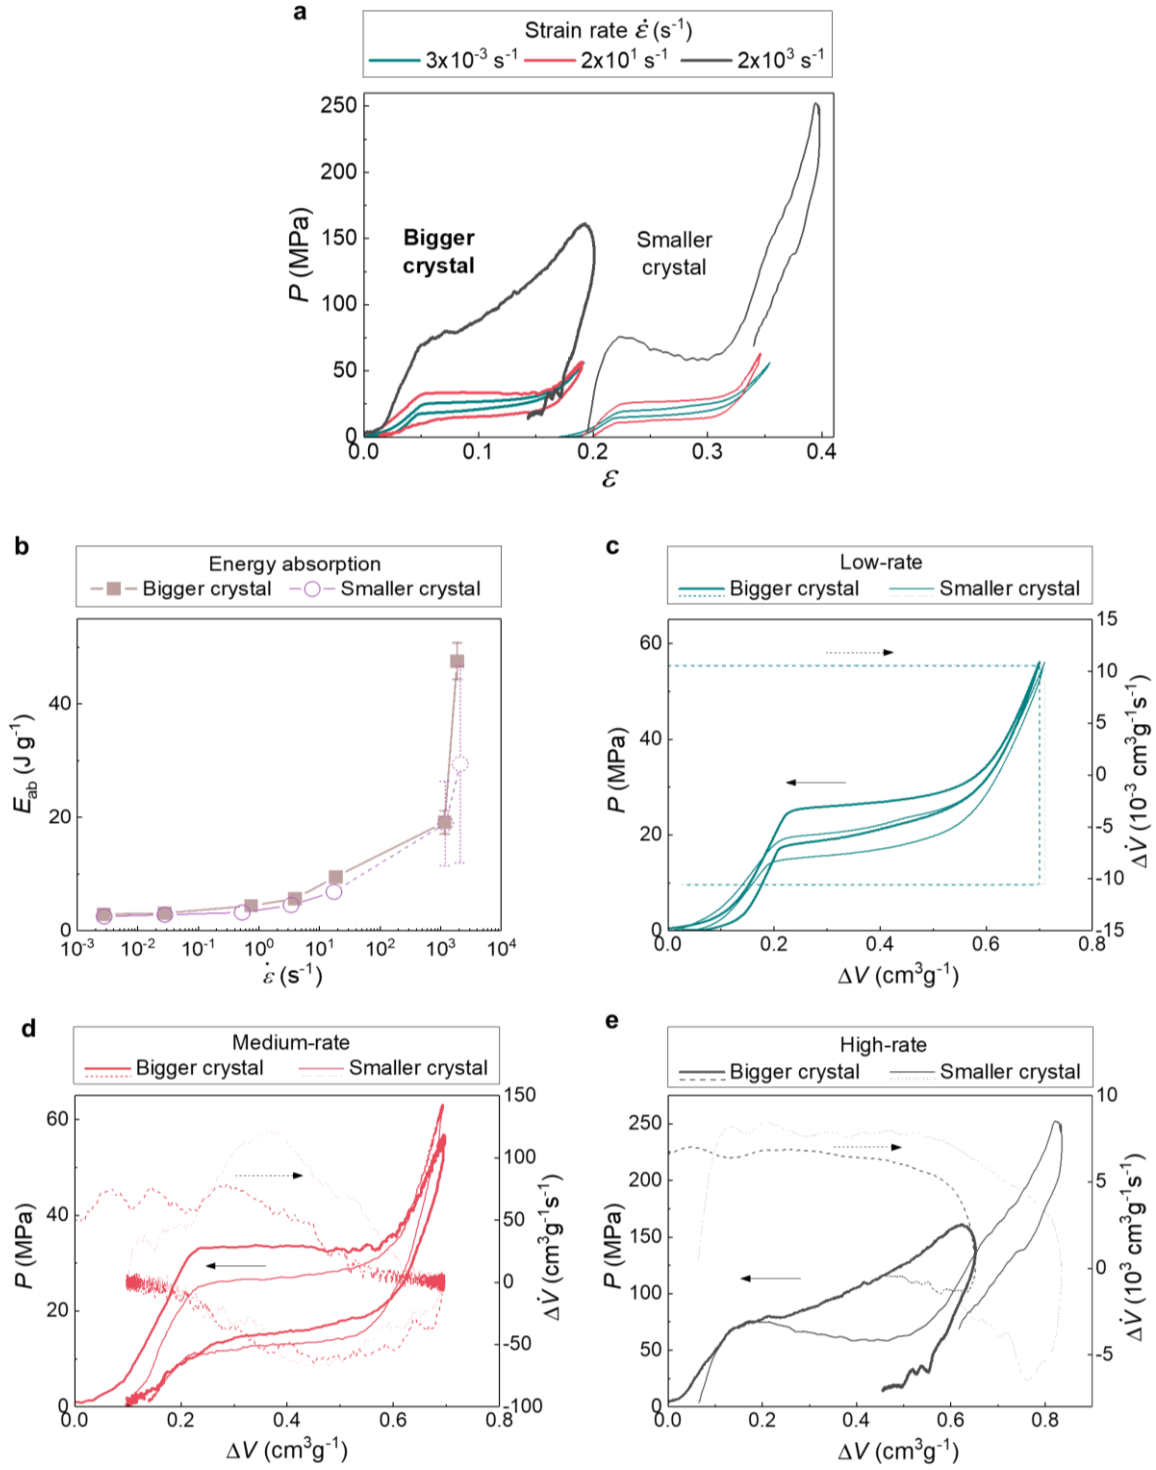 a
Strain rate ε̇ (s⁻¹)
3x10⁻³ s⁻¹ 2x10¹ s⁻¹ 2x10³ s⁻¹
250
200
150
100
50
0
P (MPa)
Bigger
crystal
Smaller
crystal
0.0 0.1 0.2 0.3 0.4
ε
b
Energy absorption
Bigger crystal Smaller crystal
40
20
0
E_ab (J g⁻¹)
10⁻³ 10⁻² 10⁻¹ 10⁰ 10¹ 10² 10³ 10⁴
ε̇ (s⁻¹)
c
Low-rate
Bigger crystal Smaller crystal
60
40
20
0
P (MPa)
15
10
5
0
-5
-10
-15
ΔV̇ (10⁻³ cm³g⁻¹s⁻¹)
0.0 0.2 0.4 0.6 0.8
ΔV (cm³g⁻¹)
d
Medium-rate
Bigger crystal Smaller crystal
60
40
20
0
P (MPa)
150
100
50
0
-50
-100
ΔV̇ (cm³g⁻¹s⁻¹)
0.0 0.2 0.4 0.6 0.8
ΔV (cm³g⁻¹)
e
High-rate
Bigger crystal Smaller crystal
250
200
150
100
50
0
P (MPa)
10
5
0
-5
ΔV̇ (10³ cm³g⁻¹s⁻¹)
0.0 0.2 0.4 0.6 0.8
ΔV (cm³g⁻¹)